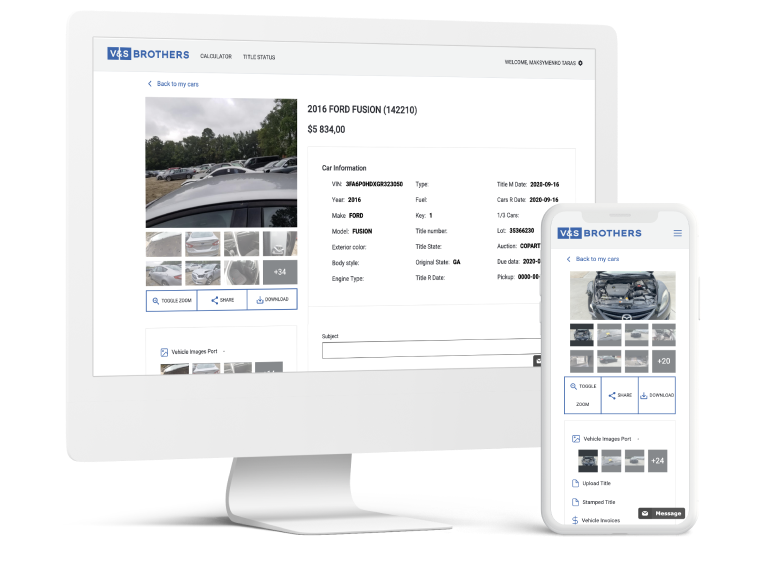 V&S BROTHERS
CALCULATOR
TITLE STATUS
WELCOME, MAKSYMENKO TARAS
Back to my cars
2016 FORD FUSION (142210)
$5 834,00
Car Information
VIN: 3FA6P0HDXGR323050
Type:
Title M Date: 2020-09-16
Year: 2016
Fuel:
Cars R Date: 2020-09-16
Make FORD
Key: 1
1/3 Cars:
Model: FUSION
Title number:
Lot: 35366230
Exterior color:
Title State:
Auction: COPART
Body style:
Original State: GA
Due date: 2020-0
Engine Type:
Title R Date:
Pickup: 0000-00-
+34
TOGGLE ZOOM
SHARE
DOWNLOAD
Subject
Vehicle Images Port -
V&S BROTHERS
Back to my cars
+20
TOGGLE
ZOOM
SHARE
DOWNLOAD
Vehicle Images Port -
+24
Upload Title
Stamped Title
Vehicle Invoices
Message